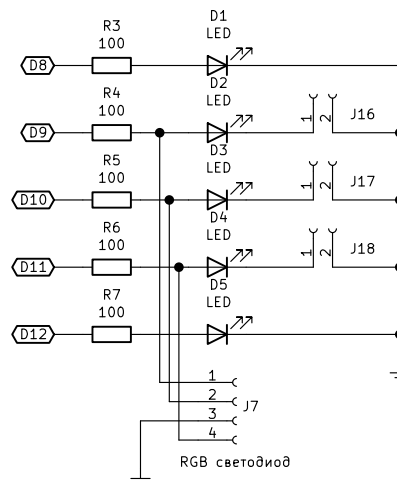 R3
100
D1
LED
D8
R4
100
D2
LED
D9
1
2
J16
R5
100
D3
LED
D10
1
2
J17
R6
100
D4
LED
D11
1
2
J18
R7
100
D5
LED
D12
1
2
3
4
J7
RGB светодиод